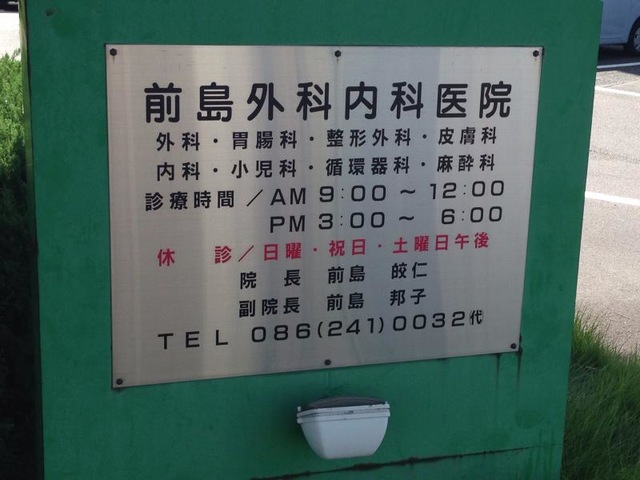 前島外科内科医院
外科・胃腸科・整形外科・皮膚科
内科・小児科・循環器科・麻酔科
診療時間／AM 9:00 ～ 12:00
PM 3:00 ～ 6:00
休 診／日曜・祝日・土曜日午後
院 長 前島 皎仁
副院長 前島 邦子
TEL 086(241)0032代